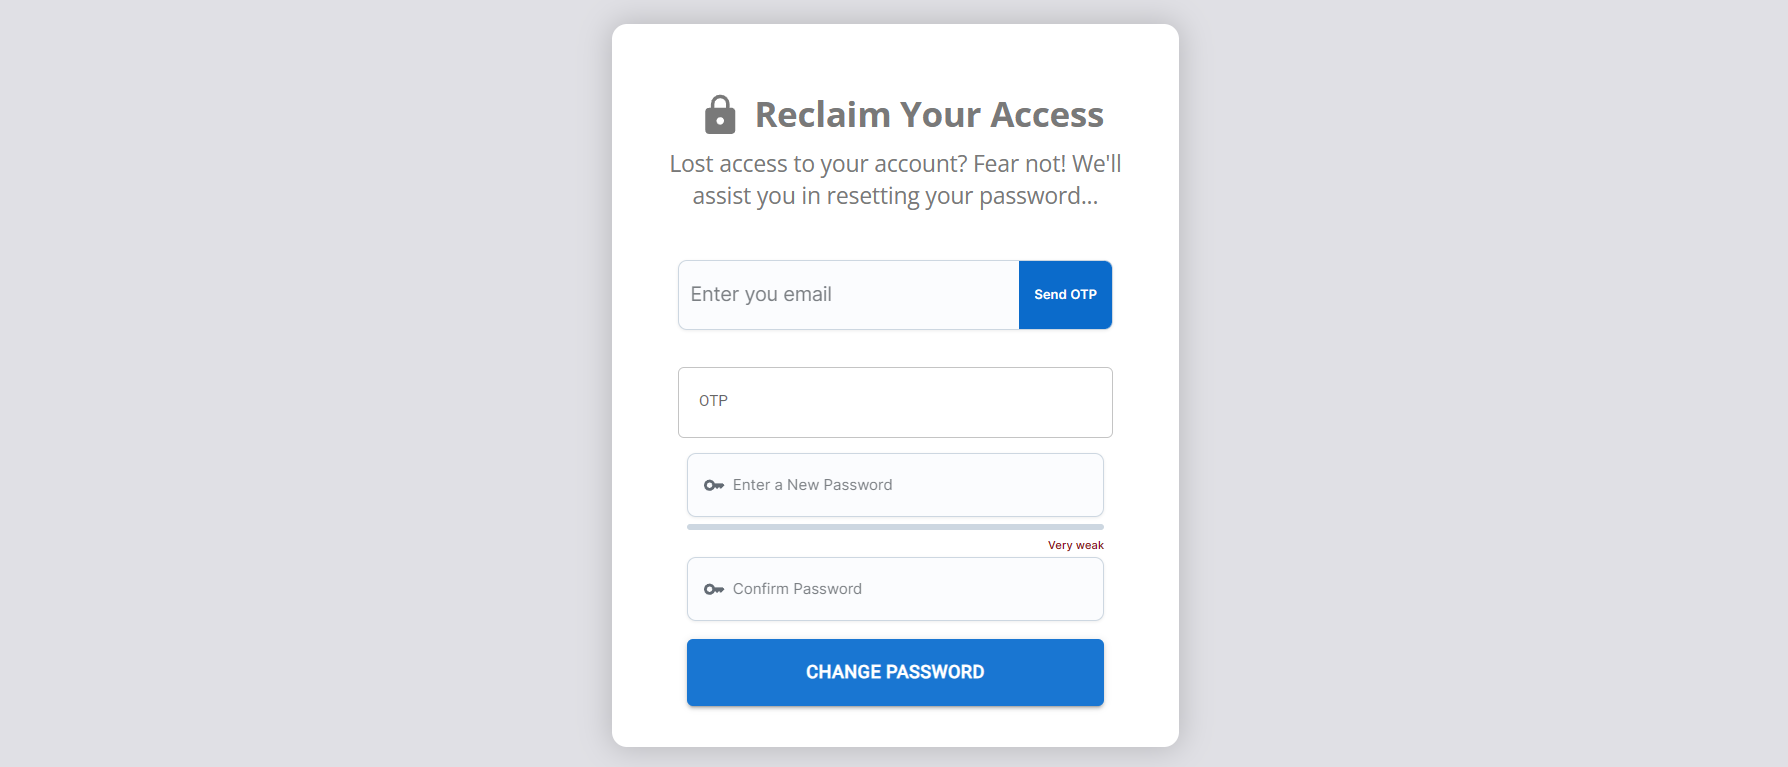 Reclaim Your Access
Lost access to your account? Fear not! We'll
assist you in resetting your password...
Enter you email
Send OTP
OTP
Enter a New Password
Very weak
Confirm Password
CHANGE PASSWORD